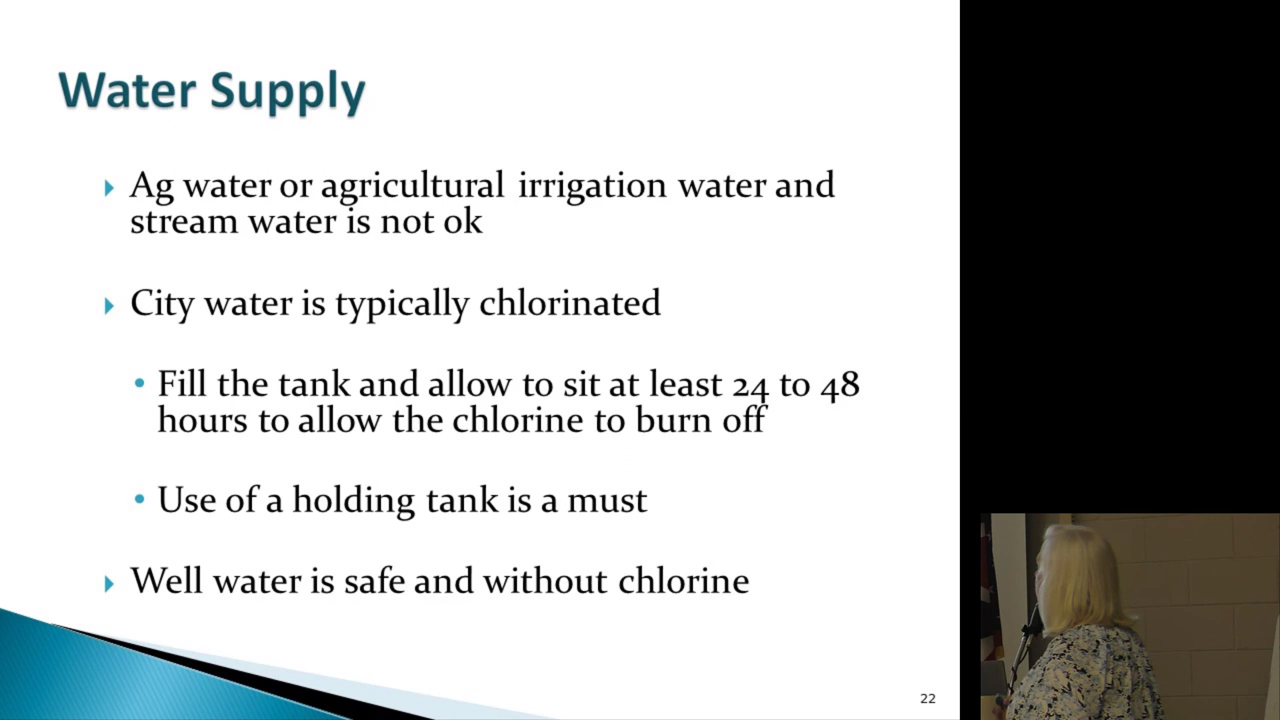 Water Supply
Ag water or agricultural irrigation water and
stream water is not ok
City water is typically chlorinated
Fill the tank and allow to sit at least 24 to 48
hours to allow the chlorine to burn off
Use of a holding tank is a must
Well water is safe and without chlorine
22